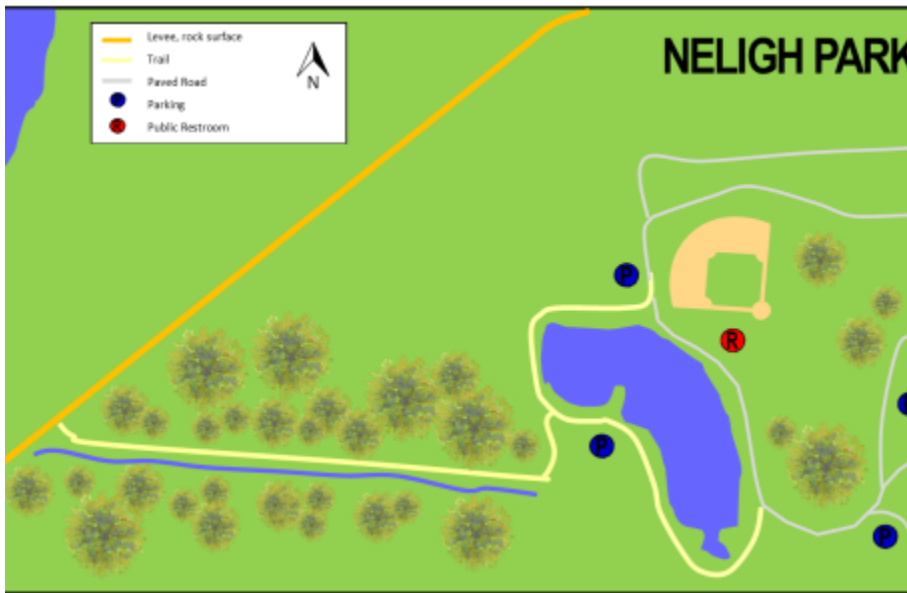 Levee, rock surface
Trail
Paved Road
Parking
Public Restroom
N
NELIGH PARK
P
R
P
P